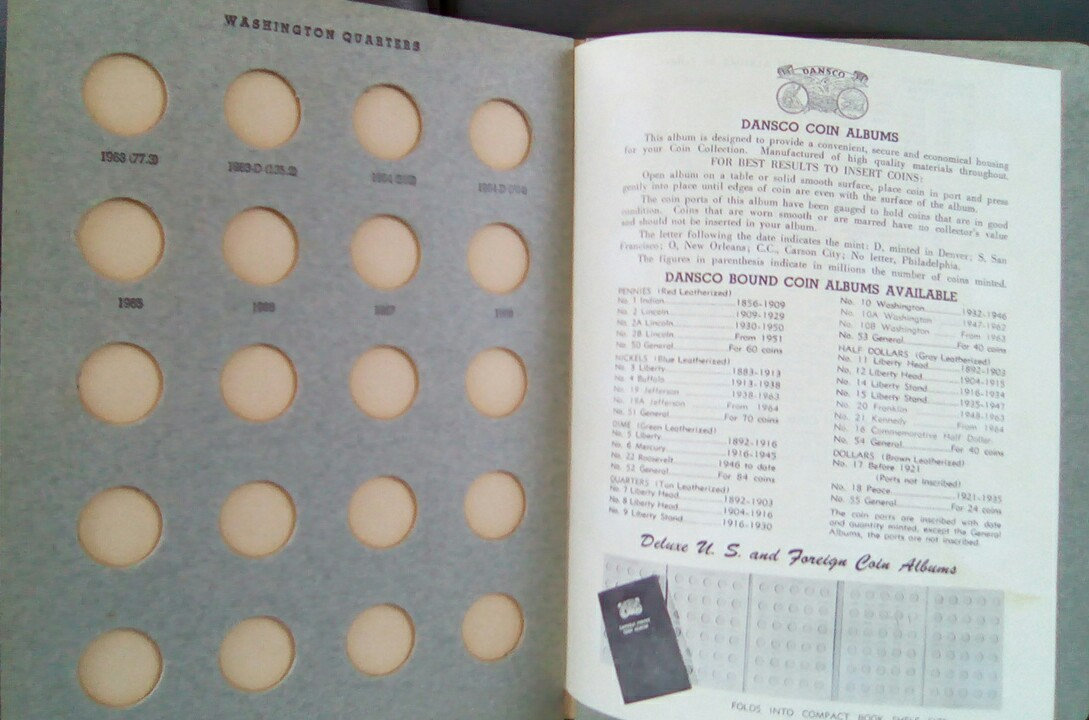 WASHINGTON QUARTERS
1963 (77.3)
1963-D (135.3)
1964
1964-D
1965
1966
1967
DANSCO
DANSCO COIN ALBUMS
This album is designed to provide a convenient, secure and economical housing
for your Coin Collection. Manufactured of high quality materials throughout.
FOR BEST RESULTS TO INSERT COINS:
Open album on a table or solid smooth surface, place coin in port and press
gently into place until edges of coin are even with the surface of the album.
The coin ports of this album have been gauged to hold coins that are in good
condition. Coins that are worn smooth or are marred have no collector's value
and should not be inserted in your album.
The letter following the date indicates the mint: D, minted in Denver; S, San
Francisco; O, New Orleans; C.C., Carson City; No letter, Philadelphia.
The figures in parenthesis indicate in millions the number of coins minted.
DANSCO BOUND COIN ALBUMS AVAILABLE
PENNIES (Red Leatherized)
No. 1 Indian 1856-1909
No. 2 Lincoln 1909-1929
No. 2A Lincoln 1930-1950
No. 2B Lincoln From 1951
No. 50 General For 60 coins
NICKELS (Blue Leatherized)
No. 3 Liberty 1883-1913
No. 4 Buffalo 1913-1938
No. 19 Jefferson 1938-1963
No. 19A Jefferson From 1964
No. 51 General For 70 coins
DIME (Green Leatherized)
No. 5 Liberty 1892-1916
No. 6 Mercury 1916-1945
No. 22 Roosevelt 1946 to date
No. 52 General For 84 coins
QUARTERS (Tan Leatherized)
No. 7 Liberty Head 1892-1903
No. 8 Liberty Head 1904-1916
No. 9 Liberty Stand 1916-1930
No. 10 Washington 1932-1946
No. 10A Washington 1947-1962
No. 10B Washington From 1963
No. 53 General For 40 coins
HALF DOLLARS (Gray Leatherized)
No. 11 Liberty Head 1892-1903
No. 12 Liberty Head 1904-1915
No. 14 Liberty Stand 1916-1934
No. 15 Liberty Stand 1935-1947
No. 20 Franklin 1948-1963
No. 21 Kennedy From 1964
No. 16 Commemorative Half Dollar
No. 54 General For 40 coins
DOLLARS (Brown Leatherized)
No. 17 Before 1921
(Ports not Inscribed)
No. 18 Peace 1921-1935
No. 55 General For 24 coins
The coin ports are inscribed with date
and quantity minted, except the General
Albums, the ports are not inscribed.
Deluxe U. S. and Foreign Coin Albums
FOLDS INTO COMPACT BOOK SHELF